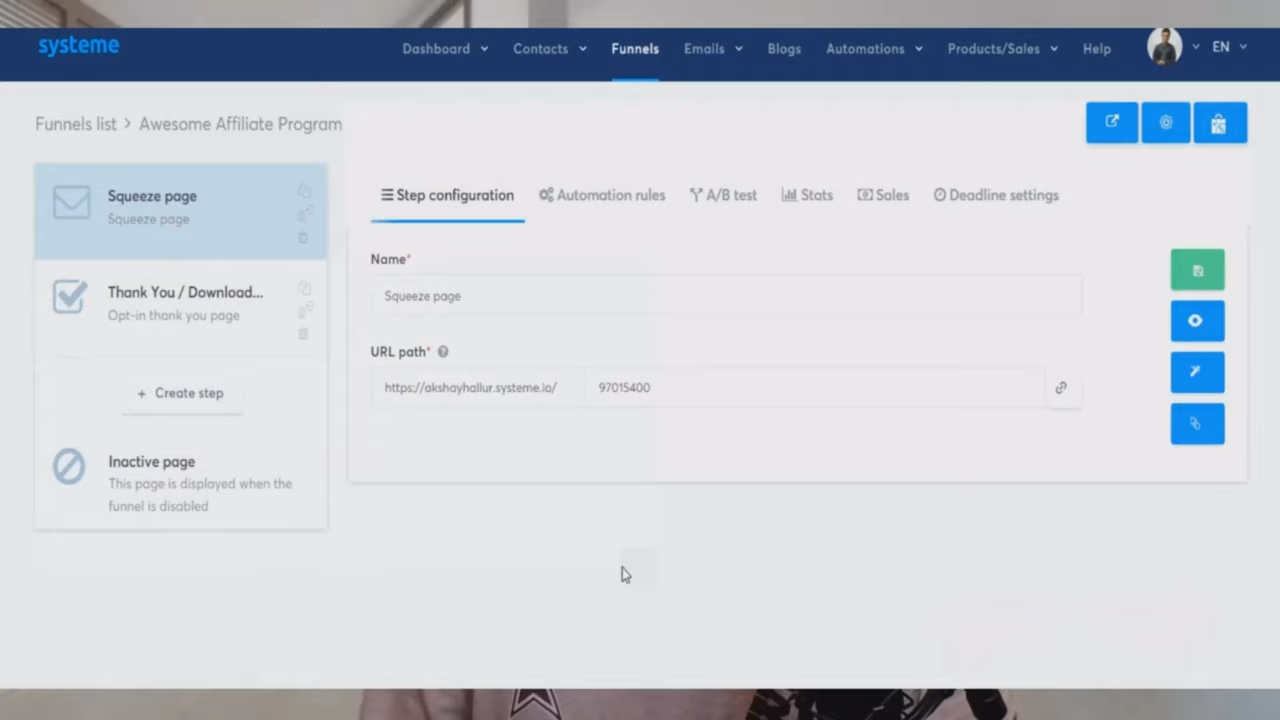 systeme
Dashboard Contacts Funnels Emails Blogs Automations Products/Sales Help EN
Funnels list > Awesome Affiliate Program
Squeeze page
Squeeze page
Thank You / Download...
Opt-in thank you page
+ Create step
Inactive page
This page is displayed when the
funnel is disabled
Step configuration Automation rules A/B test Stats Sales Deadline settings
Name*
Squeeze page
URL path* ?
https://akshayhallur.systeme.io/ 97015400